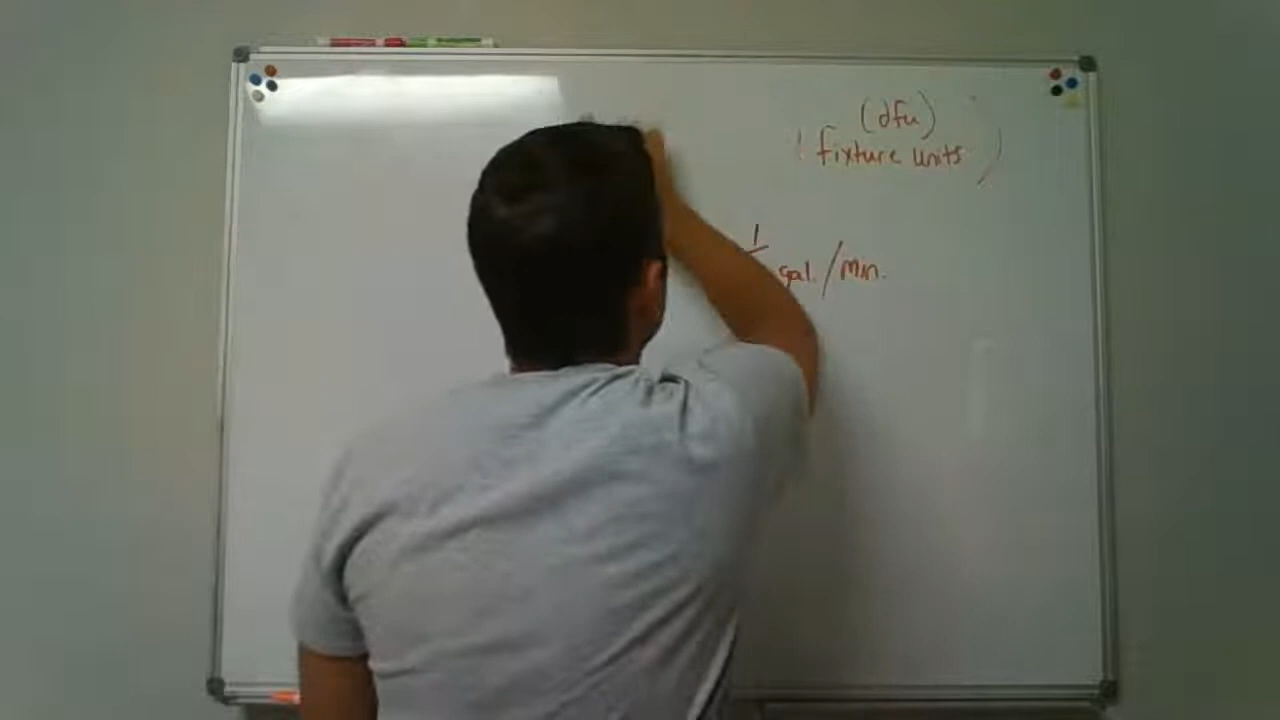 (dfu)
( fixture units )
1
gal. / min.